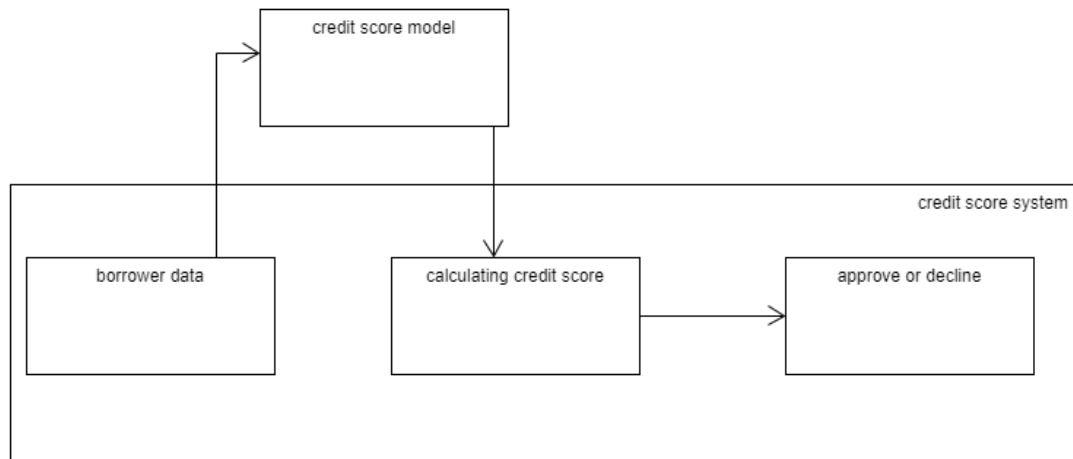 credit score model
credit score system
borrower data
calculating credit score
approve or decline